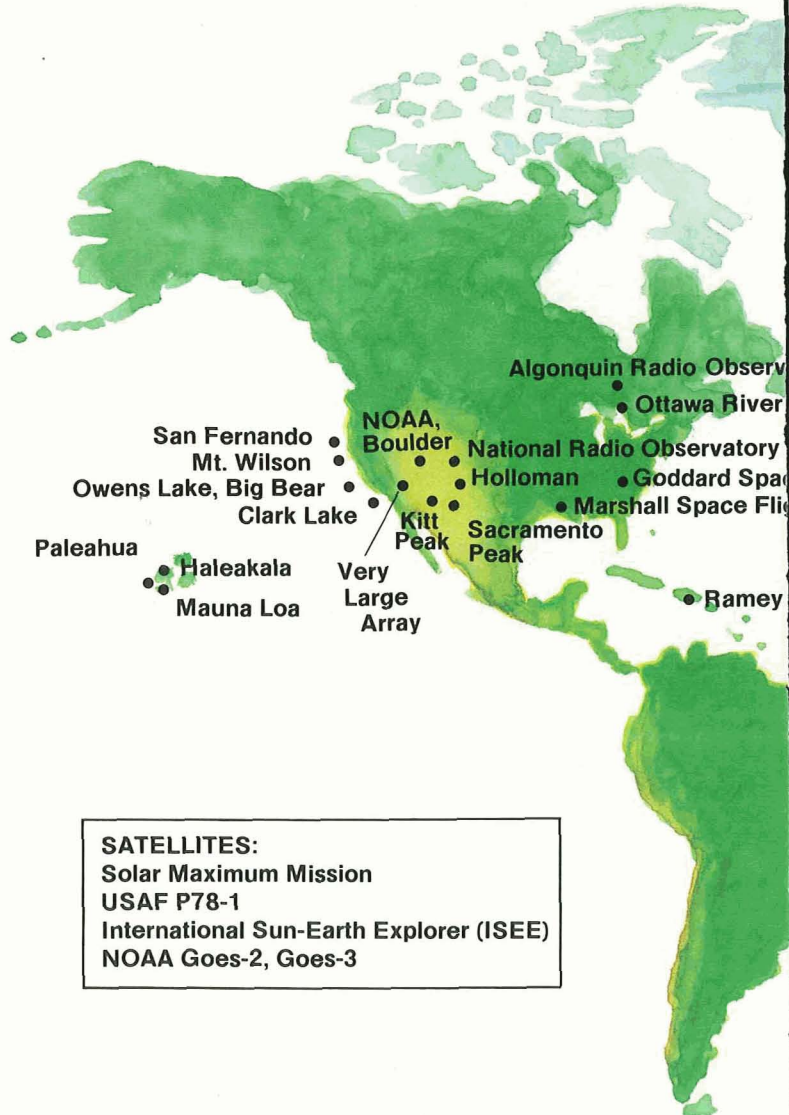 Algonquin Radio Observ
Ottawa River
San Fernando
Mt. Wilson
Owens Lake, Big Bear
Clark Lake
NOAA,
Boulder
National Radio Observatory
Holloman
Goddard Spac
Marshall Space Flig
Kitt
Peak
Sacramento
Peak
Very
Large
Array
Paleahua
Haleakala
Mauna Loa
Ramey
SATELLITES:
Solar Maximum Mission
USAF P78-1
International Sun-Earth Explorer (ISEE)
NOAA Goes-2, Goes-3